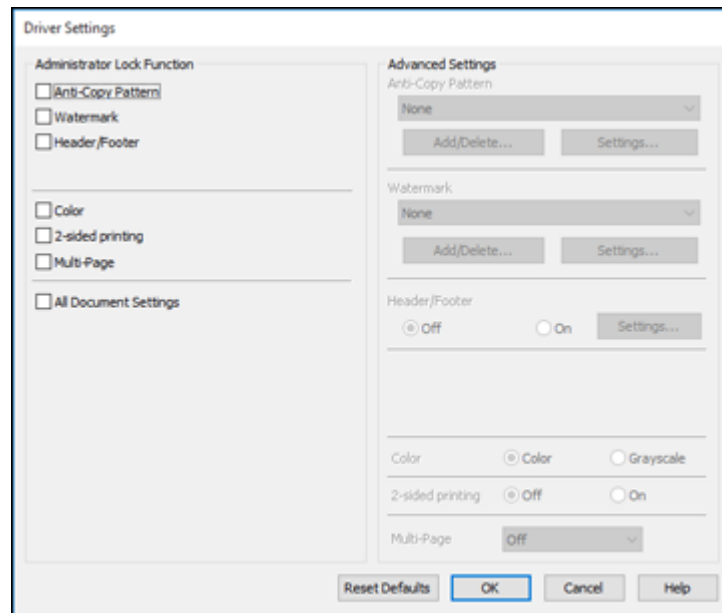 Driver Settings
Administrator Lock Function
Anti-Copy Pattern
Watermark
Header/Footer
Color
2-sided printing
Multi-Page
All Document Settings
Advanced Settings
Anti-Copy Pattern
None
Add/Delete... Settings...
Watermark
None
Add/Delete... Settings...
Header/Footer
Off On Settings...
Color Color Grayscale
2-sided printing Off On
Multi-Page Off
Reset Defaults OK Cancel Help